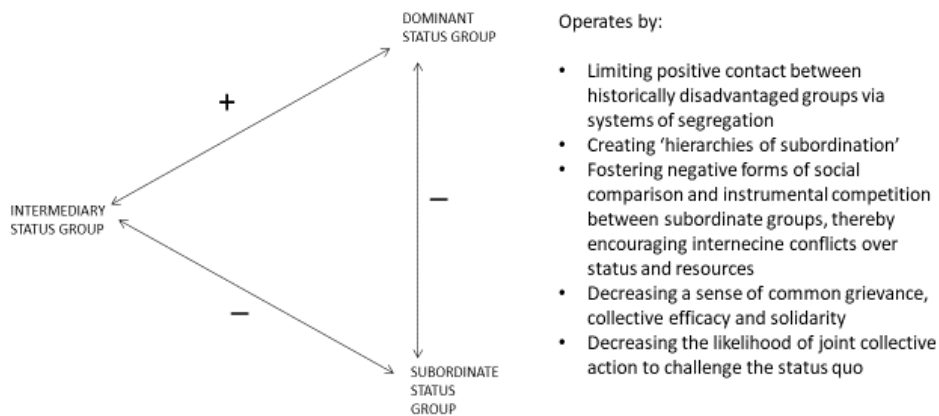 DOMINANT
STATUS GROUP
+
−
INTERMEDIARY
STATUS GROUP
−
SUBORDINATE
STATUS
GROUP
Operates by:
• Limiting positive contact between
historically disadvantaged groups via
systems of segregation
• Creating ‘hierarchies of subordination’
• Fostering negative forms of social
comparison and instrumental competition
between subordinate groups, thereby
encouraging internecine conflicts over
status and resources
• Decreasing a sense of common grievance,
collective efficacy and solidarity
• Decreasing the likelihood of joint collective
action to challenge the status quo